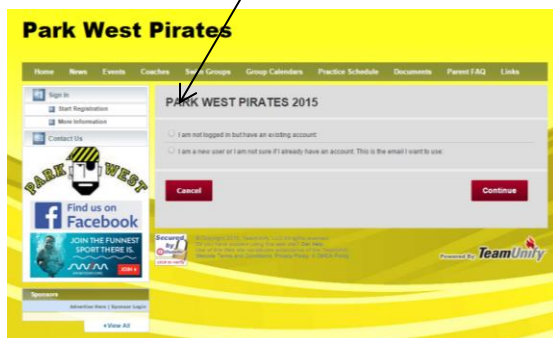 Park West Pirates
Home News Events Coaches Swim Groups Group Calendars Practice Schedule Documents Parent FAQ Links
Sign In
Start Registration
More Information
Contact Us
PARK WEST
Find us on
Facebook
JOIN THE FUNNEST
SPORT THERE IS.
JOIN
Sponsors
Advertise Here | Sponsor Login
View All
PARK WEST PIRATES 2015
I am not logged in but have an existing account:
I am a new user or I am not sure if I already have an account. This is the email I want to use:
Cancel
Continue
Secured
by
Powered By TeamUnify